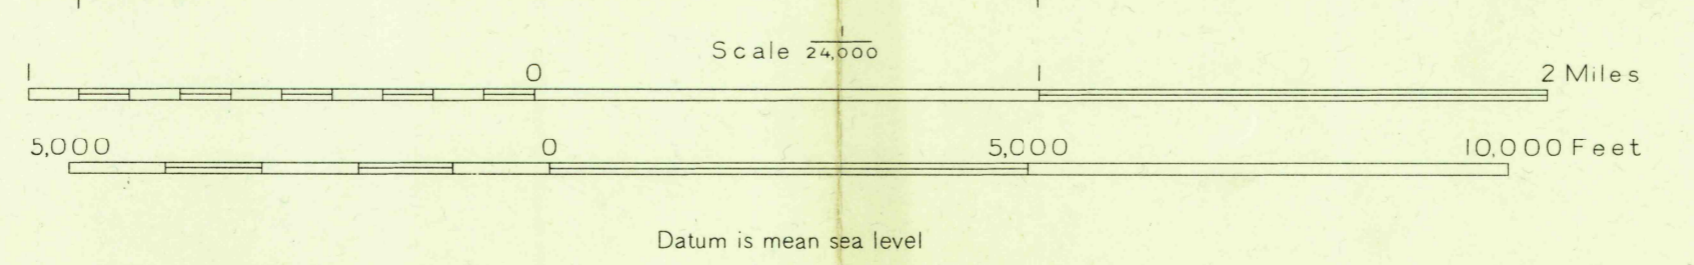 Scale 1/24,000
1 0 1 2 Miles
5,000 0 5,000 10,000 Feet
Datum is mean sea level